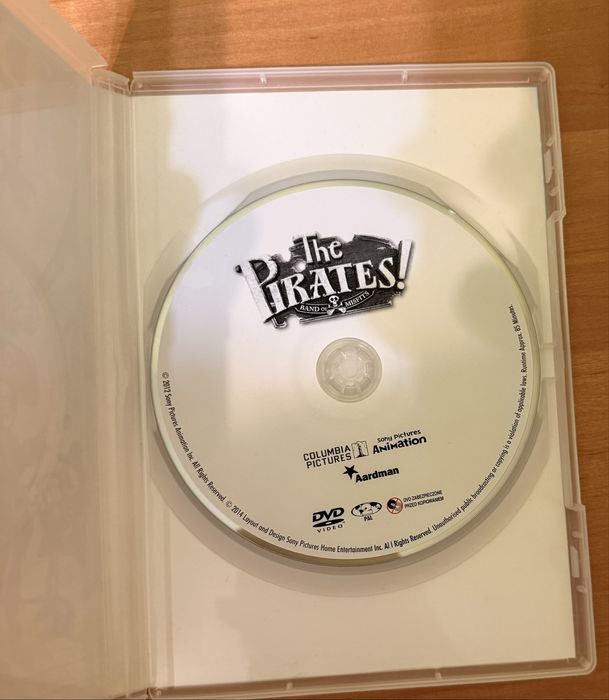 The
PIRATES!
BAND OF MISFITS
COLUMBIA
PICTURES
SONY PICTURES
ANiMATiON
Aardman
DVD
VIDEO
PAL
DVD ZABEZPIECZONE
PRZED KOPIOWANIEM
© 2012 Sony Pictures Animation Inc. All Rights Reserved. © 2014 Layout and Design Sony Pictures Home Entertainment Inc. Al l Rights Reserved. Unauthorised public broadcasting or copying is a violation of applicable laws. Runtime Approx. 85 Minutes.